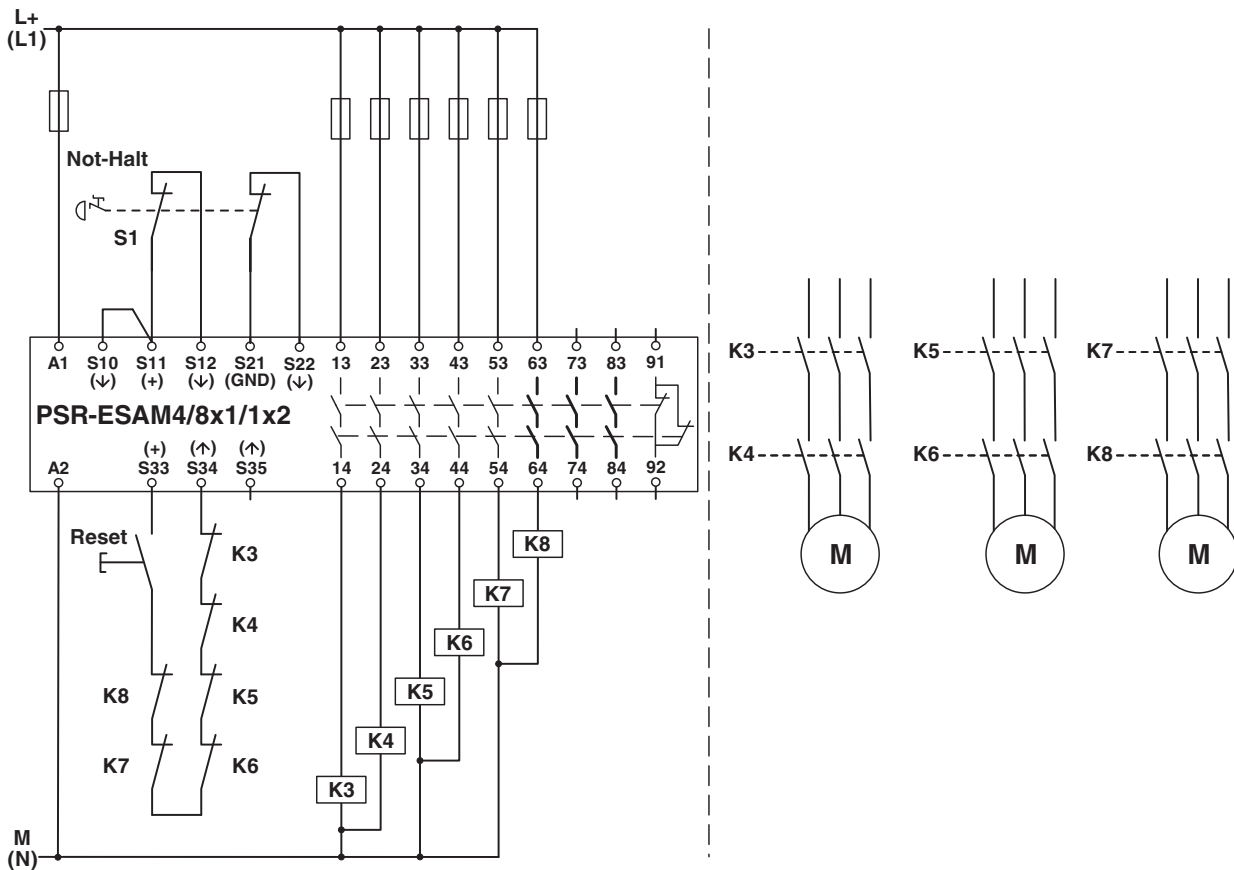 L+
(L1)
Not-Halt
S1
A1 S10 S11 S12 S21 S22 13 23 33 43 53 63 73 83 91
(↓) (+) (↓) (GND) (↓)
PSR-ESAM4/8x1/1x2
(+) (↑) (↑)
A2 S33 S34 S35 14 24 34 44 54 64 74 84 92
Reset
K3
K4
K8
K5
K7
K6
K8
K7
K6
K5
K4
K3
M
(N)
K3
K5
K7
K4
K6
K8
M
M
M